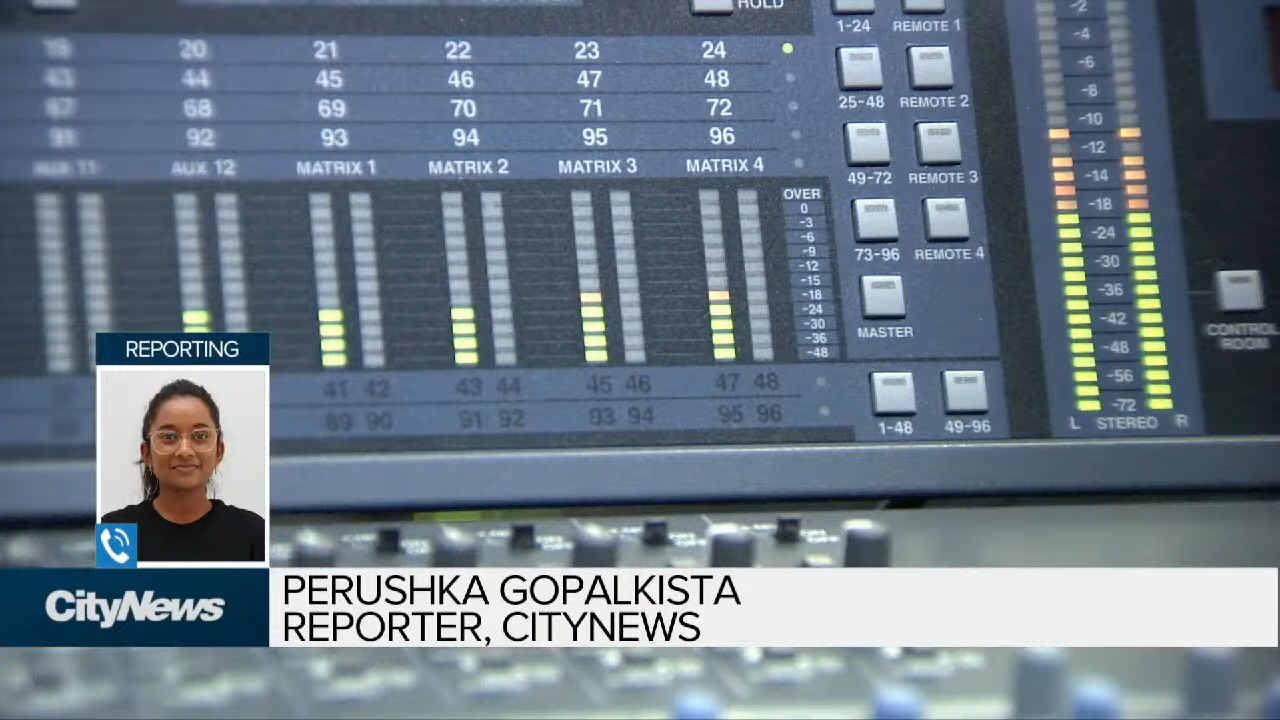 HOLD
1-24 REMOTE 1
-2
-4
-6
-8
-10
-12
-14
-18
-24
-30
-36
-42
-48
-56
-72
L STEREO R
19 20 21 22 23 24
43 44 45 46 47 48
67 68 69 70 71 72
91 92 93 94 95 96
AUX 11 AUX 12 MATRIX 1 MATRIX 2 MATRIX 3 MATRIX 4
OVER
0
-3
-6
-9
-12
-15
-18
-24
-30
-36
-48
25-48 REMOTE 2
49-72 REMOTE 3
73-96 REMOTE 4
MASTER
CONTROL
ROOM
41 42 43 44 45 46 47 48
89 90 91 92 93 94 95 96
1-48 49-96
REPORTING
CityNews
PERUSHKA GOPALKISTA
REPORTER, CITYNEWS